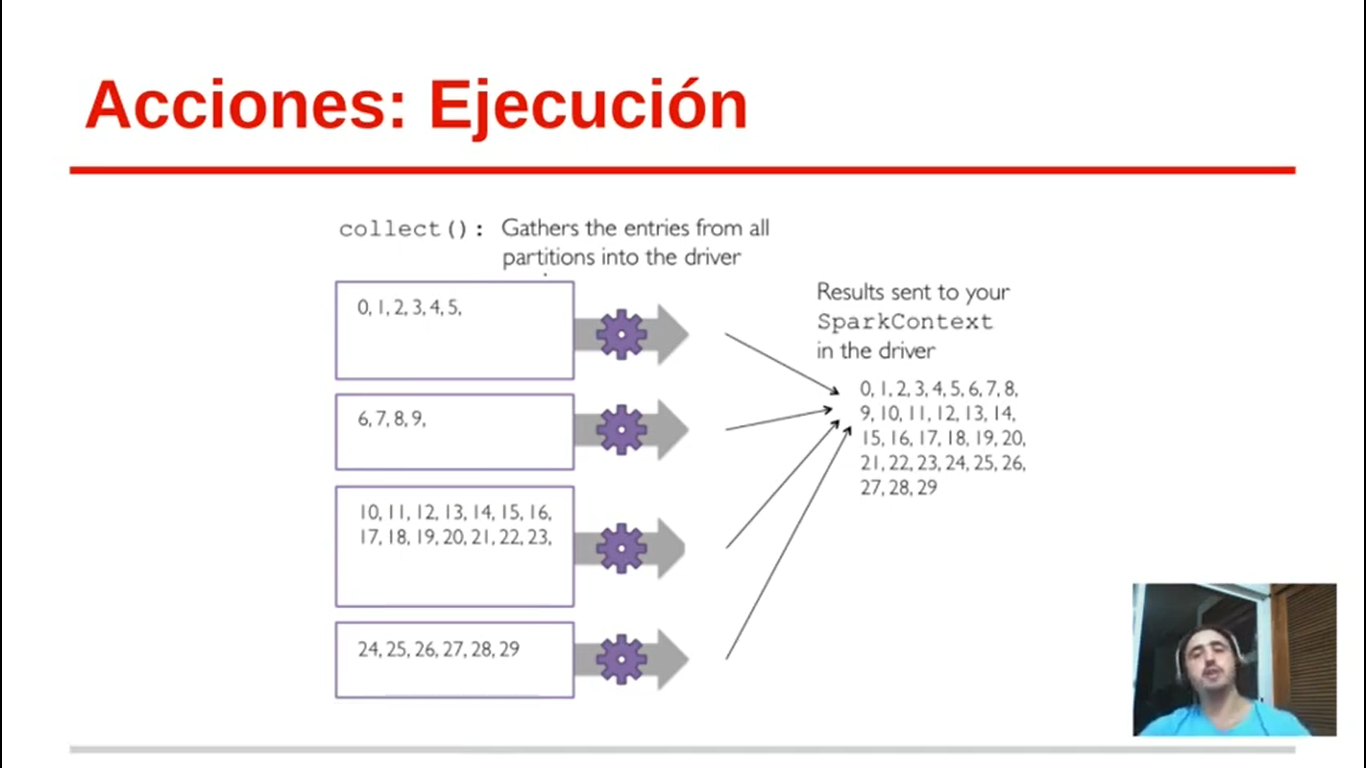 Acciones: Ejecución
collect(): Gathers the entries from all
partitions into the driver
0, 1, 2, 3, 4, 5,
6, 7, 8, 9,
10, 11, 12, 13, 14, 15, 16,
17, 18, 19, 20, 21, 22, 23,
24, 25, 26, 27, 28, 29
Results sent to your
SparkContext
in the driver
0, 1, 2, 3, 4, 5, 6, 7, 8,
9, 10, 11, 12, 13, 14,
15, 16, 17, 18, 19, 20,
21, 22, 23, 24, 25, 26,
27, 28, 29